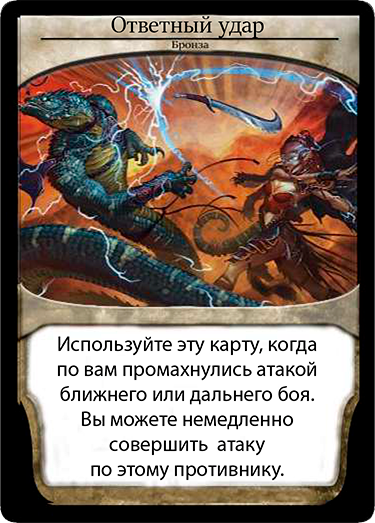 Ответный удар
Бронза
Используйте эту карту, когда
по вам промахнулись атакой
ближнего или дальнего боя.
Вы можете немедленно
совершить атаку
по этому противнику.